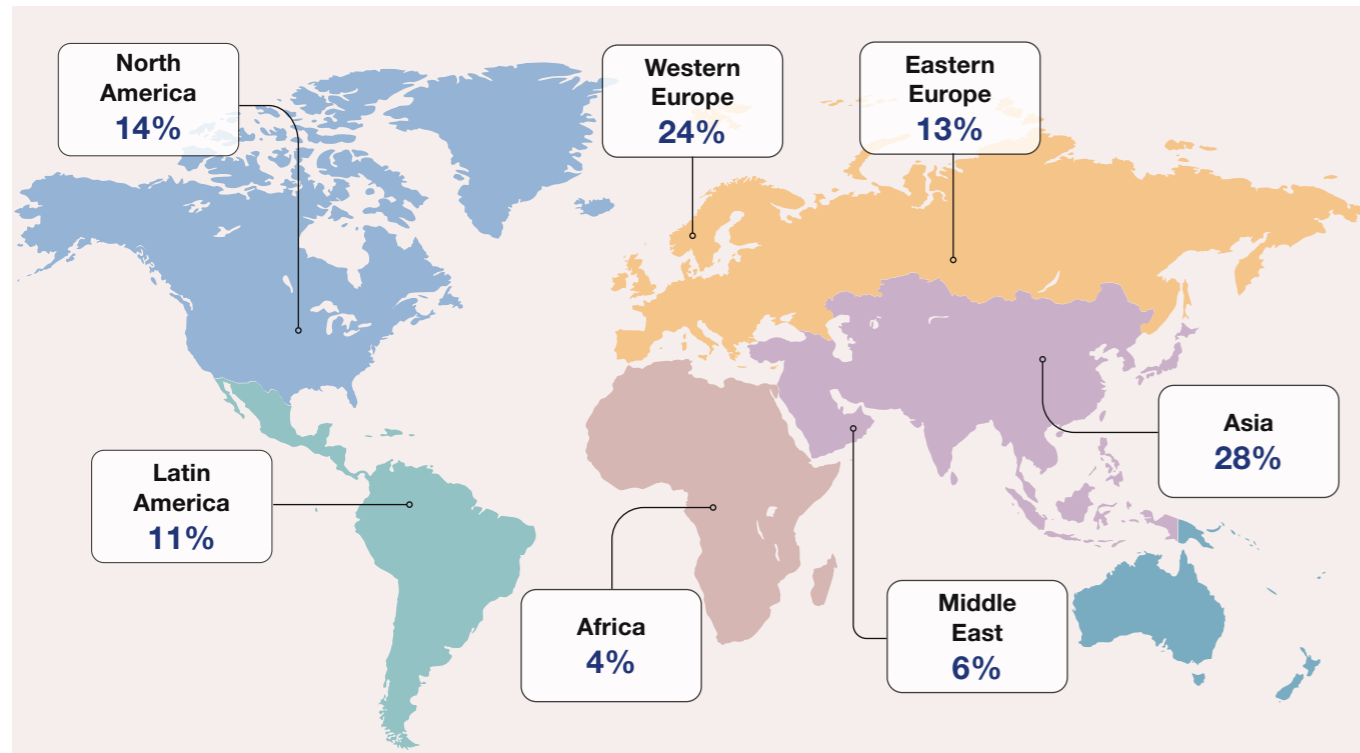 North
America
14%
Western
Europe
24%
Eastern
Europe
13%
Asia
28%
Latin
America
11%
Africa
4%
Middle
East
6%